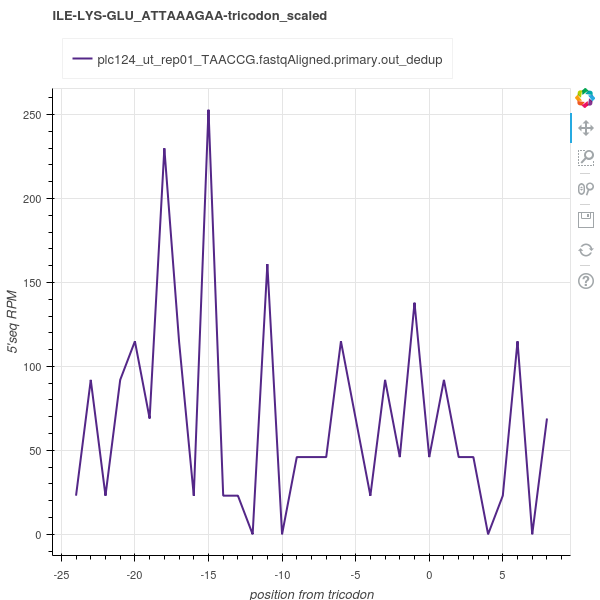 ILE-LYS-GLU_ATTAAAGAA-tricodon_scaled
plc124_ut_rep01_TAACCG.fastqAligned.primary.out_dedup
250
200
150
100
50
0
5'seq RPM
-25 -20 -15 -10 -5 0 5
position from tricodon